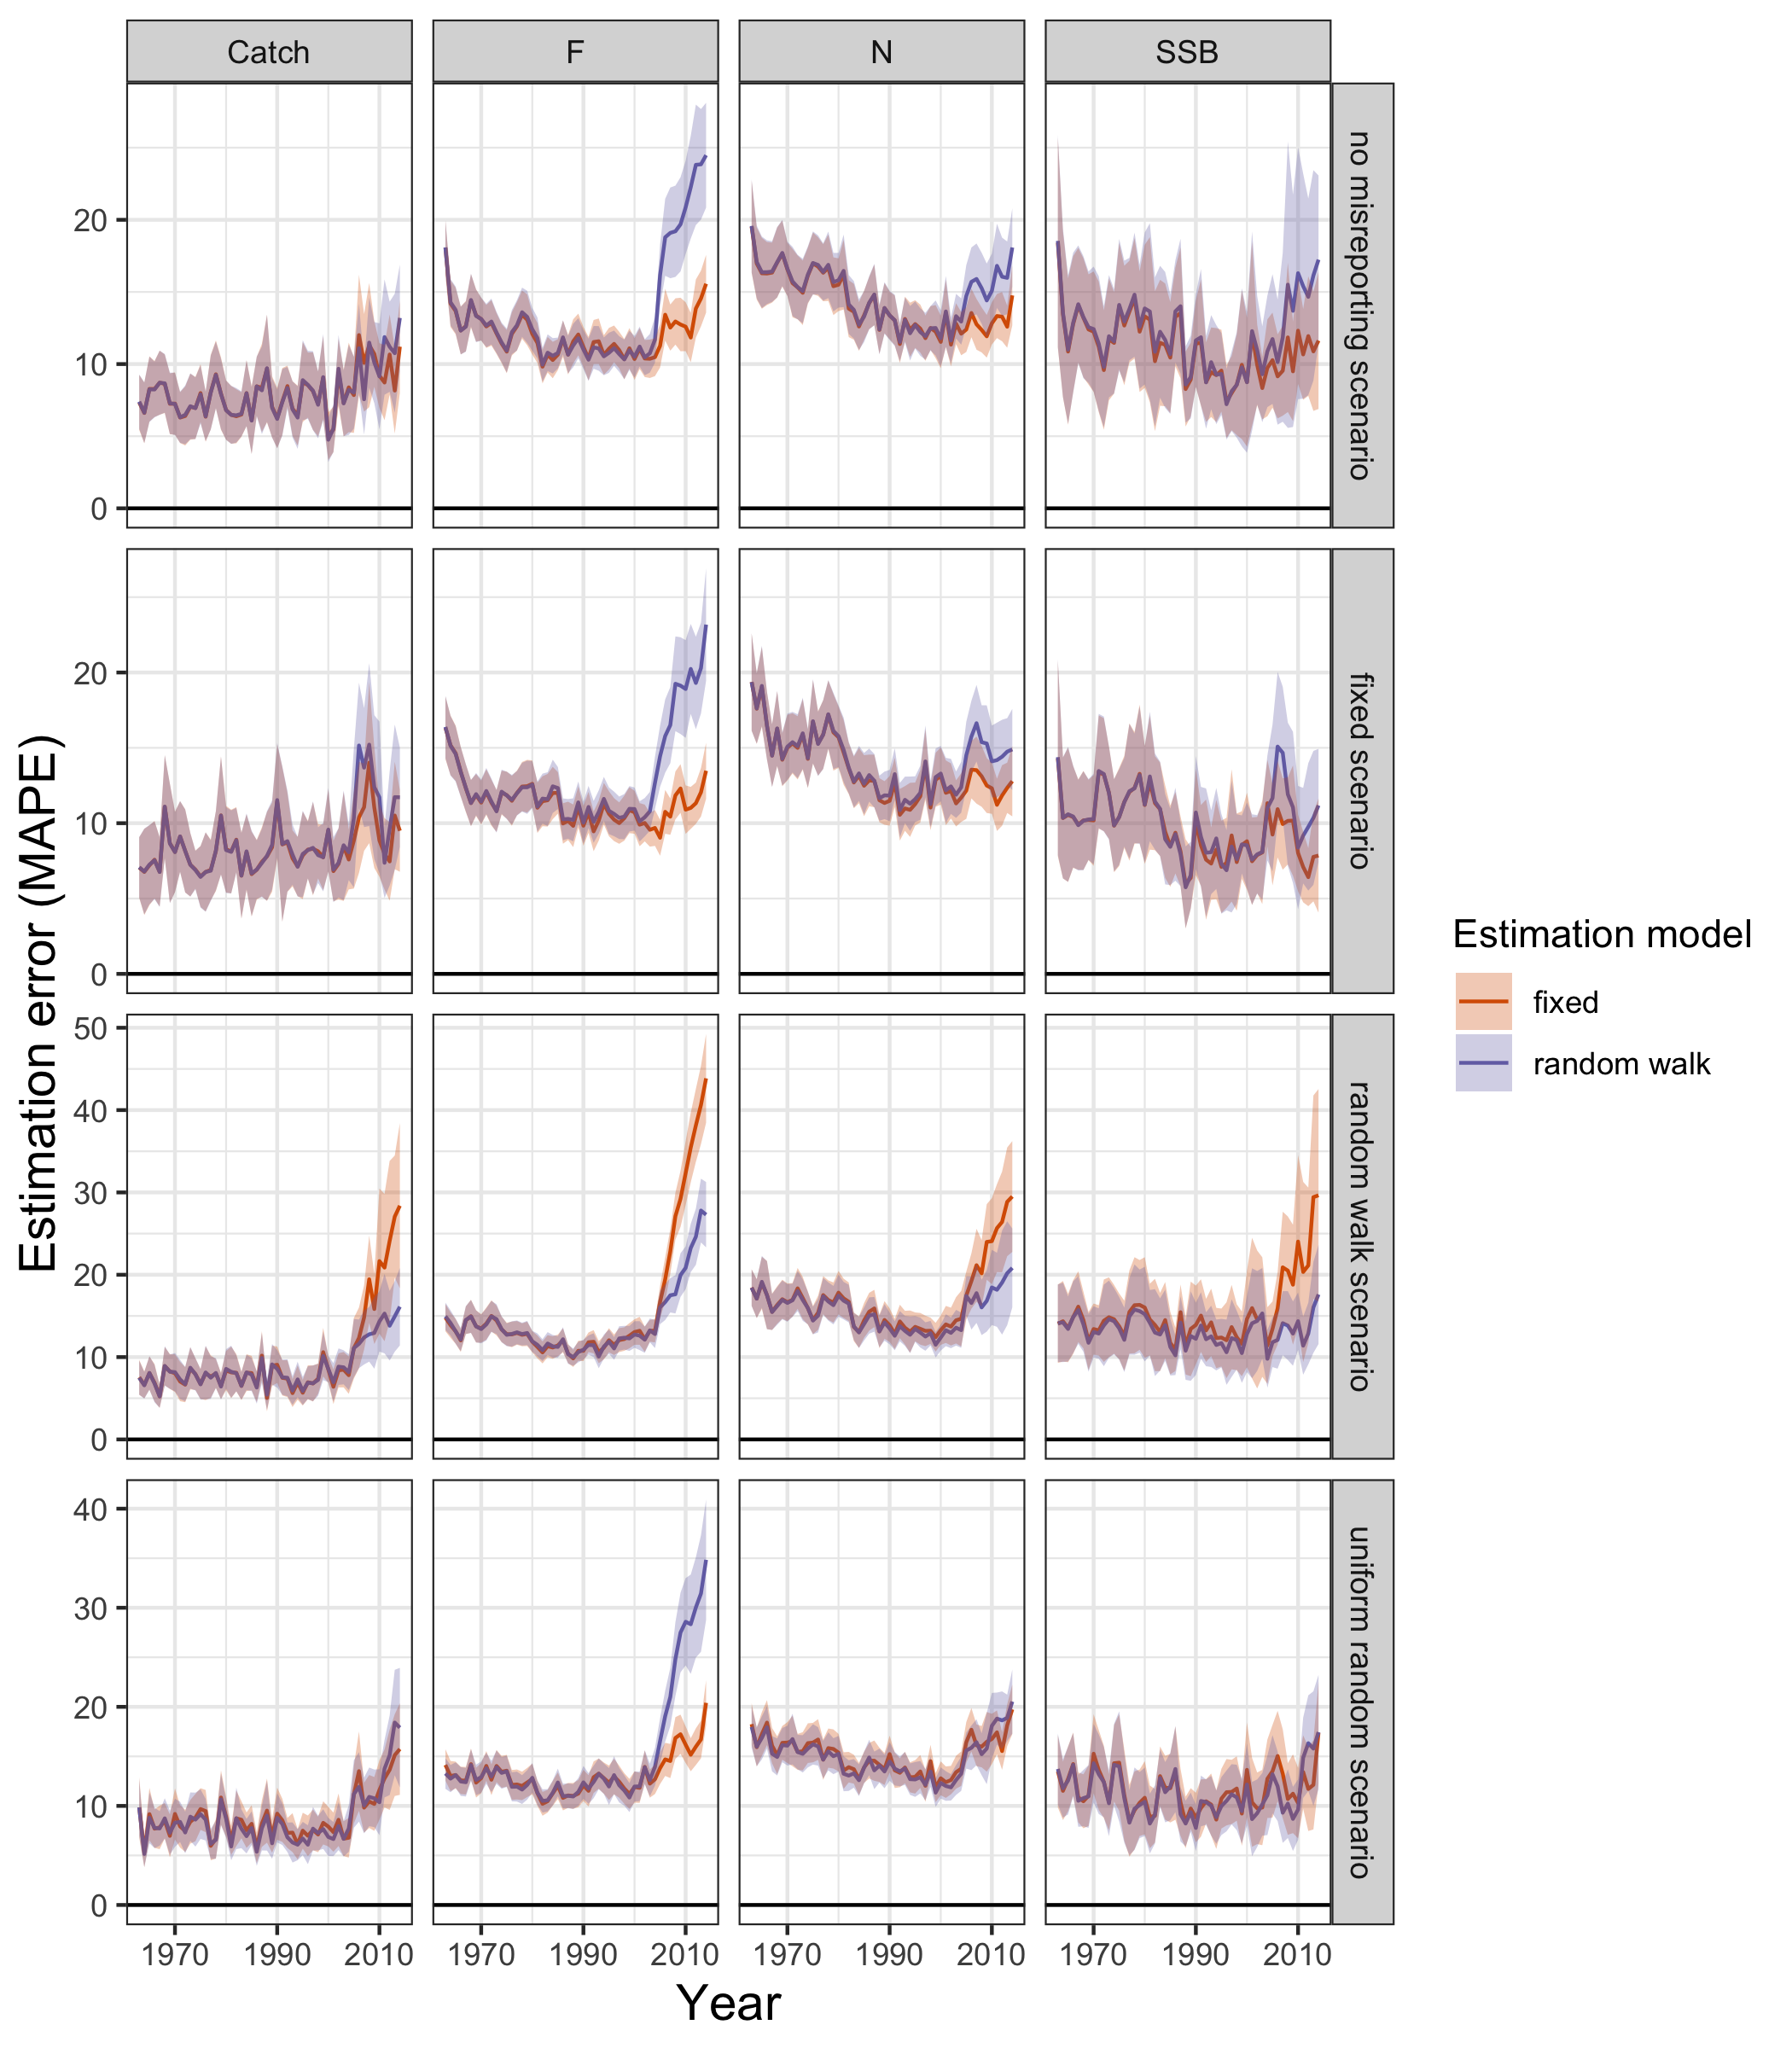 Catch F N SSB
20
10
0
no misreporting scenario
20
10
0
fixed scenario
50
40
30
20
10
0
random walk scenario
40
30
20
10
0
uniform random scenario
1970 1990 2010 1970 1990 2010 1970 1990 2010 1970 1990 2010
Year
Estimation error (MAPE)
Estimation model
fixed
random walk